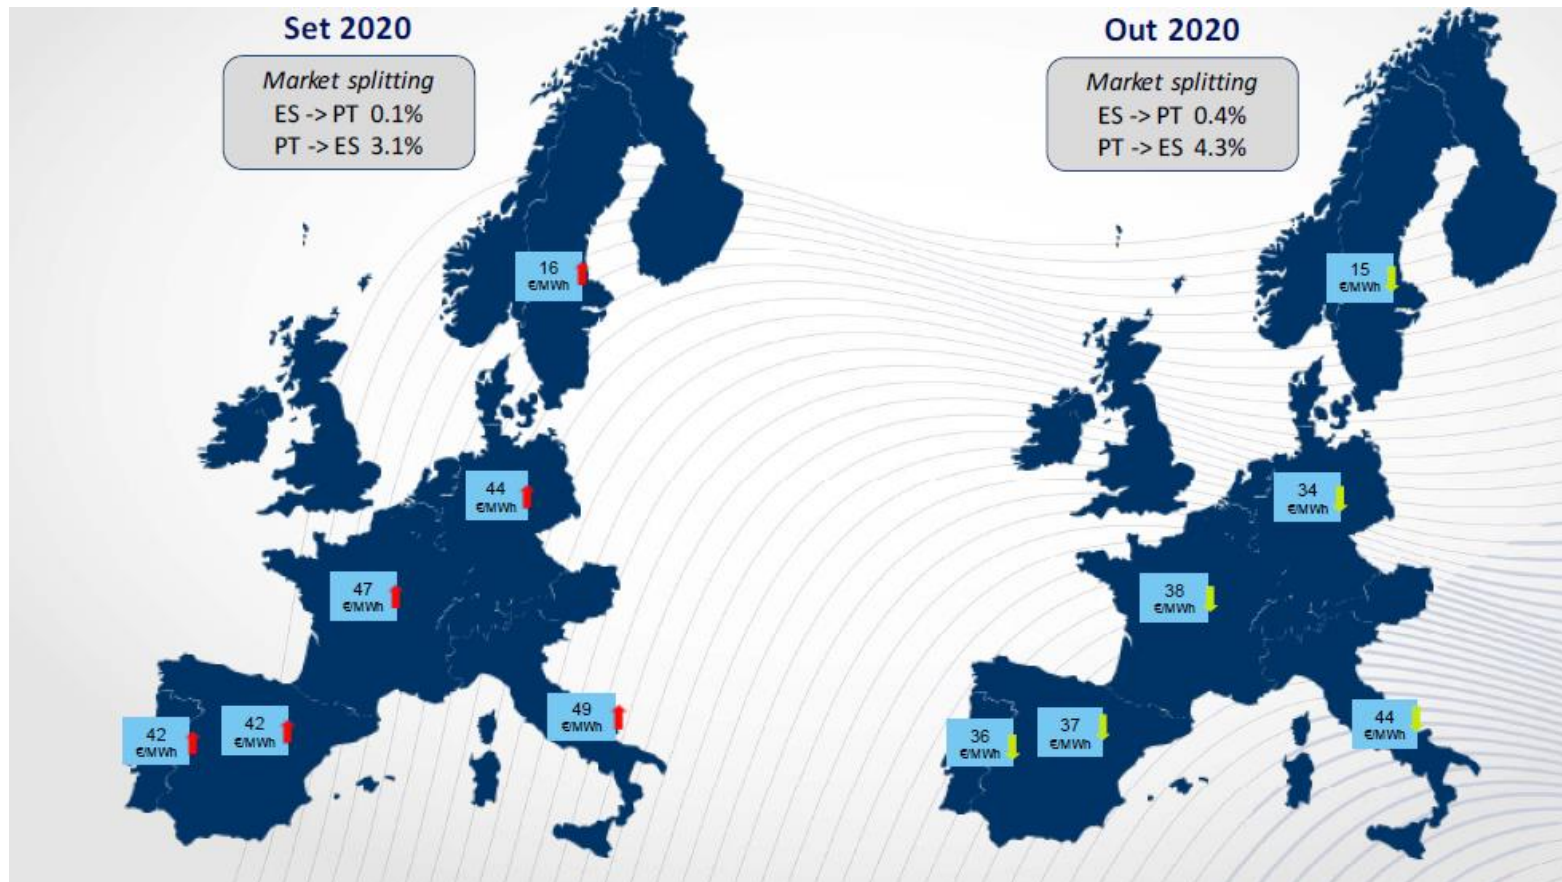 Set 2020
Market splitting
ES -> PT 0.1%
PT -> ES 3.1%
16
€/MWh
44
€/MWh
47
€/MWh
49
€/MWh
42
€/MWh
42
€/MWh
Out 2020
Market splitting
ES -> PT 0.4%
PT -> ES 4.3%
15
€/MWh
34
€/MWh
38
€/MWh
44
€/MWh
37
€/MWh
36
€/MWh